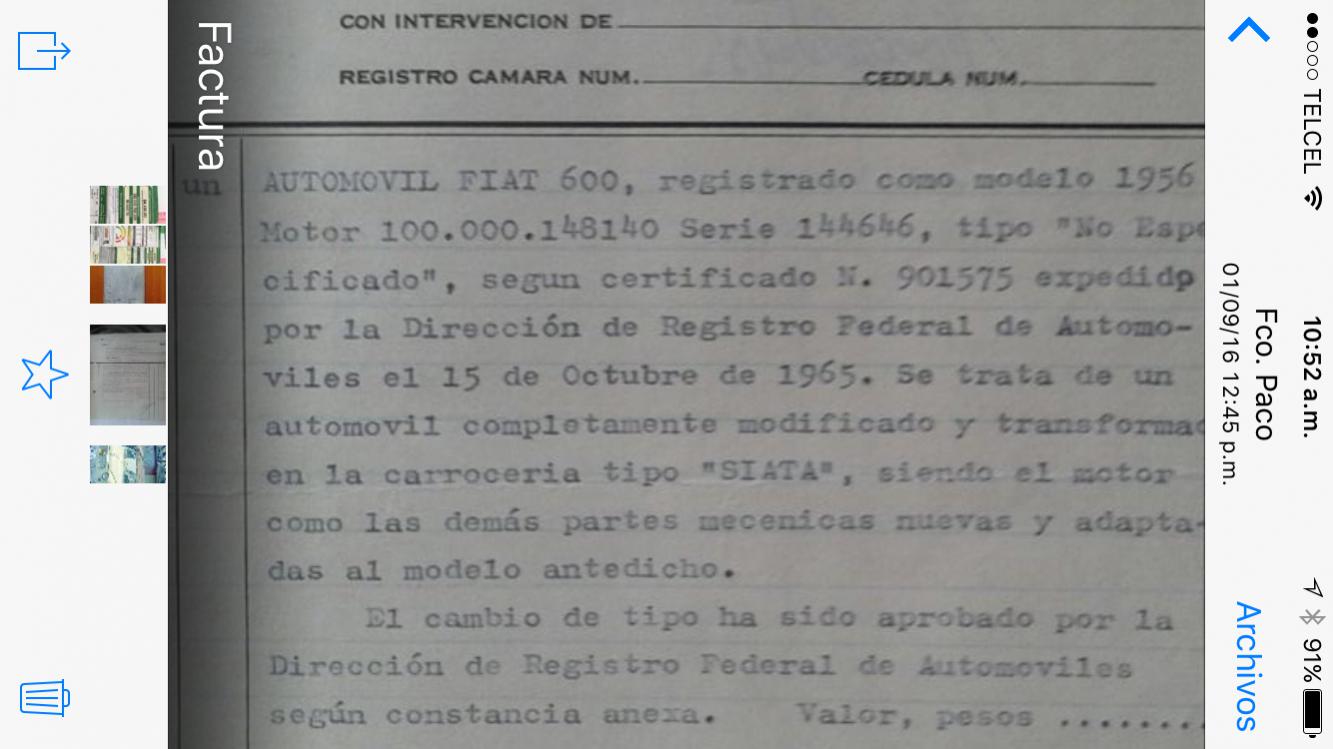 TELCEL 10:52 a.m. 91%
Fco. Paco
01/09/16 12:45 p.m.
Archivos
Factura
CON INTERVENCION DE
REGISTRO CAMARA NUM. CEDULA NUM.
un AUTOMOVIL FIAT 600, registrado como modelo 1956
Motor 100.000.148140 Serie 144646, tipo "No Espe
cificado", segun certificado N. 901575 expedido
por la Dirección de Registro Federal de Automo-
viles el 15 de Octubre de 1965. Se trata de un
automovil completamente modificado y transformad
en la carroceria tipo "SIATA", siendo el motor
como las demás partes mecenicas nuevas y adapta-
das al modelo antedicho.
El cambio de tipo ha sido aprobado por la
Dirección de Registro Federal de Automoviles
según constancia anexa. Valor, pesos ........